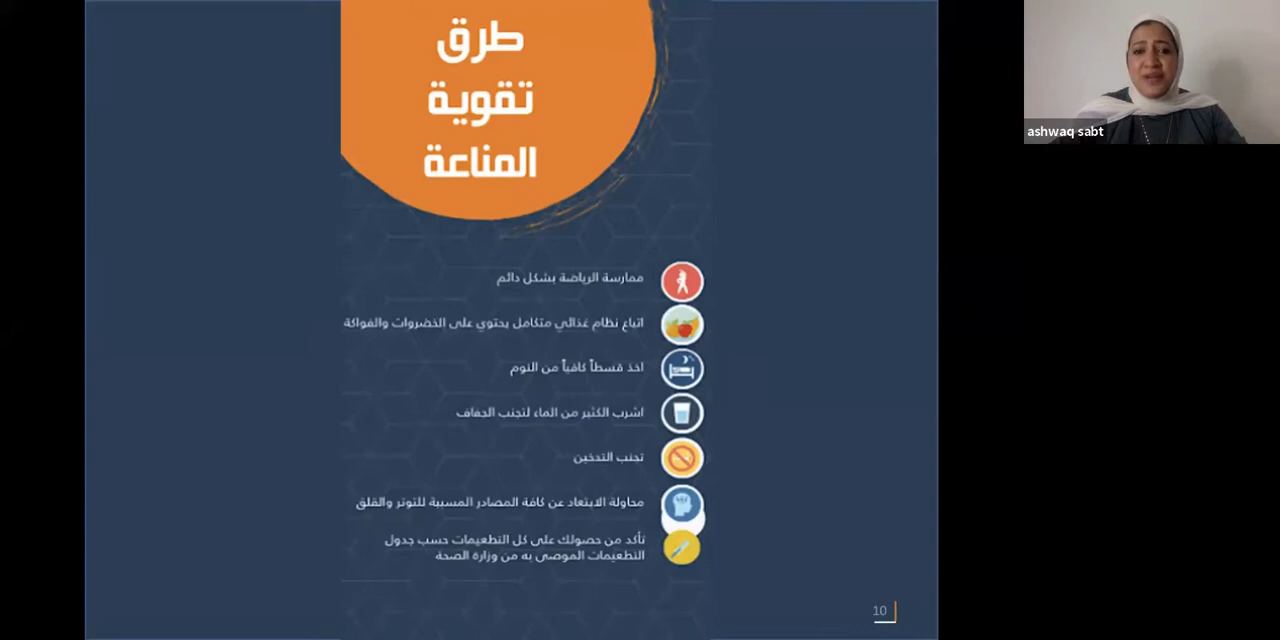 طرق
تقوية
المناعة
ممارسة الرياضة بشكل دائم
اتباع نظام غذائي متكامل يحتوي على الخضروات والفواكة
اخذ قسطاً كافياً من النوم
اشرب الكثير من الماء لتجنب الجفاف
تجنب التدخين
محاولة الابتعاد عن كافة المصادر المسببة للتوتر والقلق
تأكد من حصولك على كل التطعيمات حسب جدول
التطعيمات الموصى به من وزارة الصحة
10
ashwaq sabt